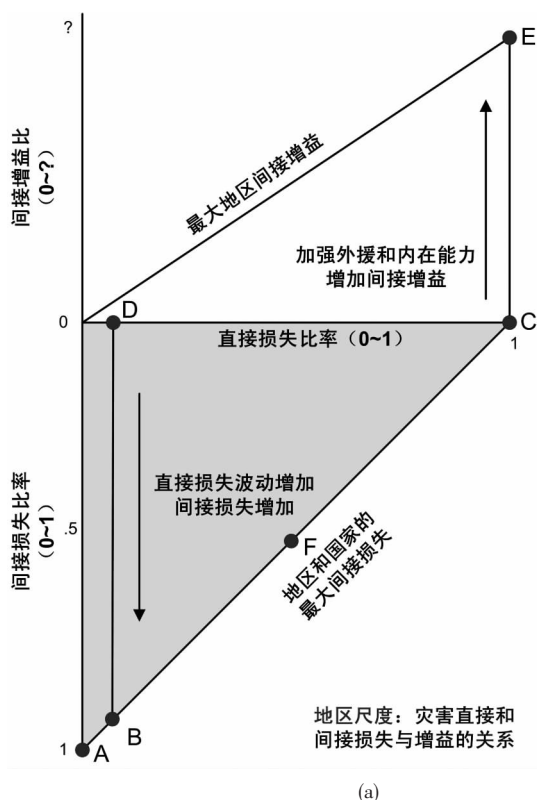 ?
E
间接增益比
（0~?）
最大地区间接增益
加强外援和内在能力
增加间接增益
D
0
C
直接损失比率（0~1）
1
间接损失比率
（0~1）
直接损失波动增加
间接损失增加
.5
F
地区和国家的
最大间接损失
B
1
A
地区尺度：灾害直接和
间接损失与增益的关系
(a)